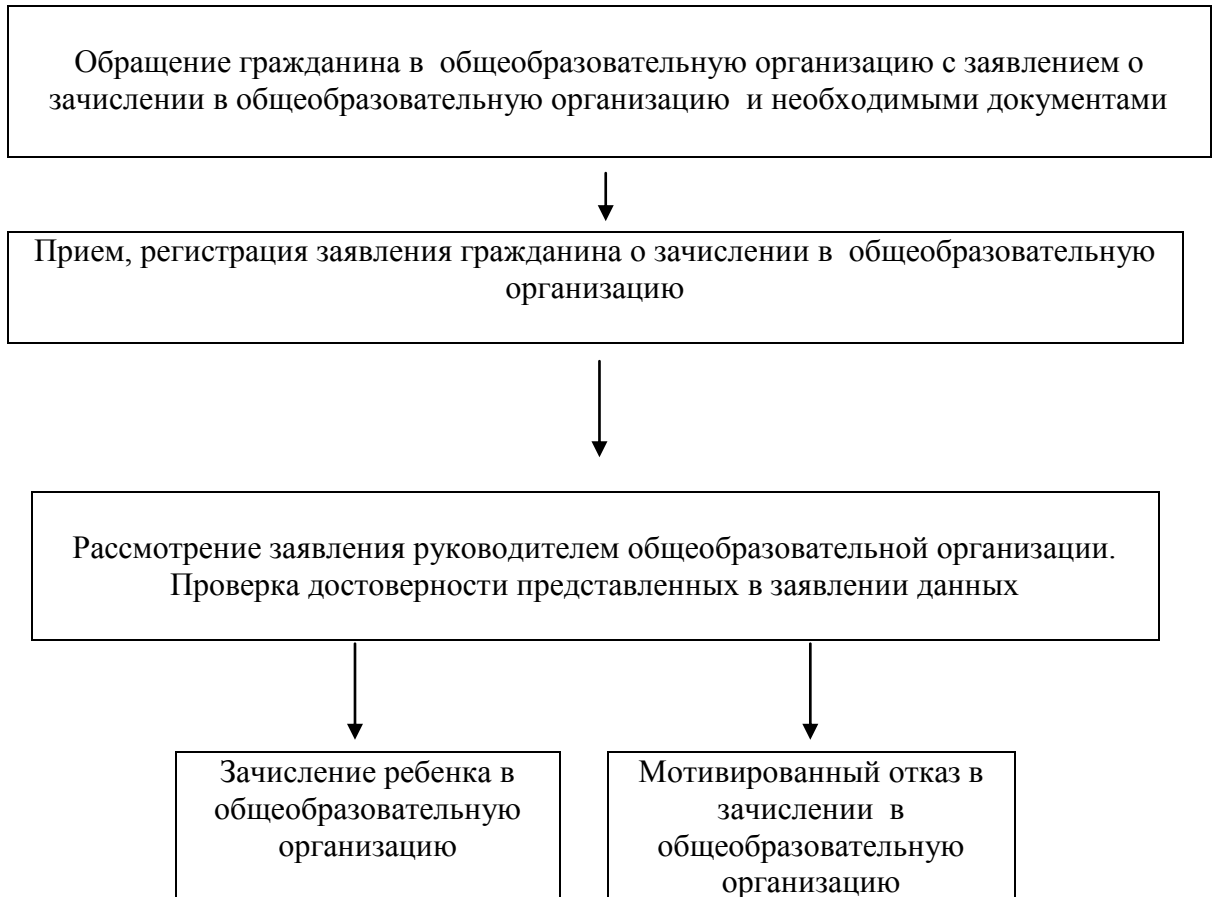 Обращение гражданина в общеобразовательную организацию с заявлением о
зачислении в общеобразовательную организацию и необходимыми документами
Прием, регистрация заявления гражданина о зачислении в общеобразовательную
организацию
Рассмотрение заявления руководителем общеобразовательной организации.
Проверка достоверности представленных в заявлении данных
Зачисление ребенка в
общеобразовательную
организацию
Мотивированный отказ в
зачислении в
общеобразовательную
организацию